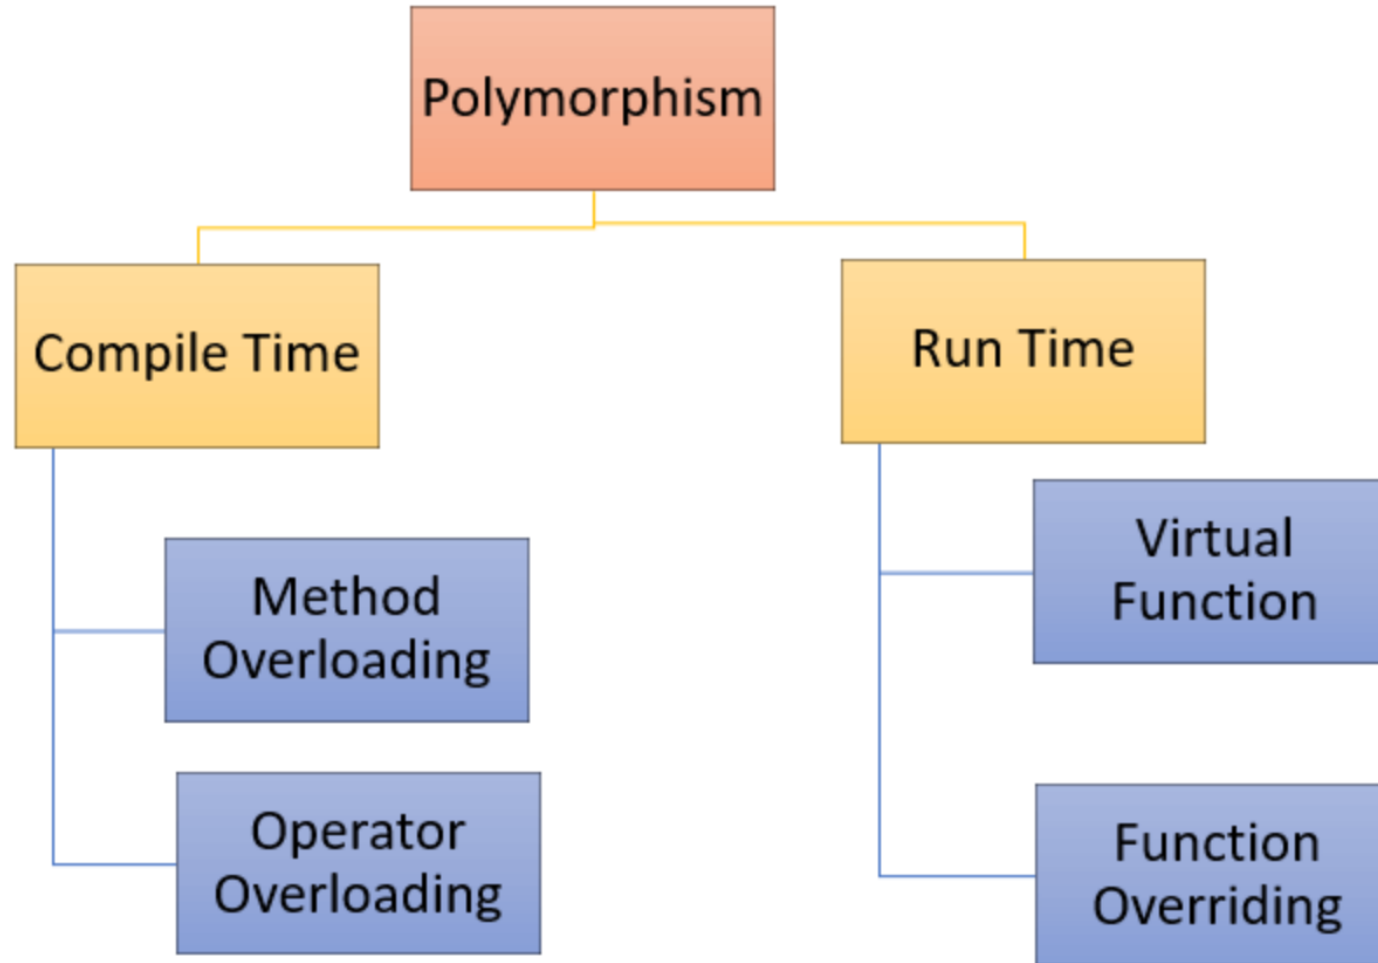 Polymorphism
Compile Time
Run Time
Method
Overloading
Operator
Overloading
Virtual
Function
Function
Overriding